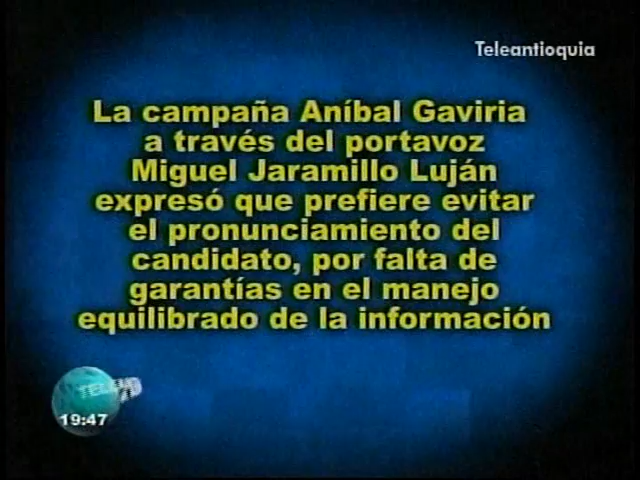 Teleantioquia
La campaña Aníbal Gaviria
a través del portavoz
Miguel Jaramillo Luján
expresó que prefiere evitar
el pronunciamiento del
candidato, por falta de
garantías en el manejo
equilibrado de la información
19:47